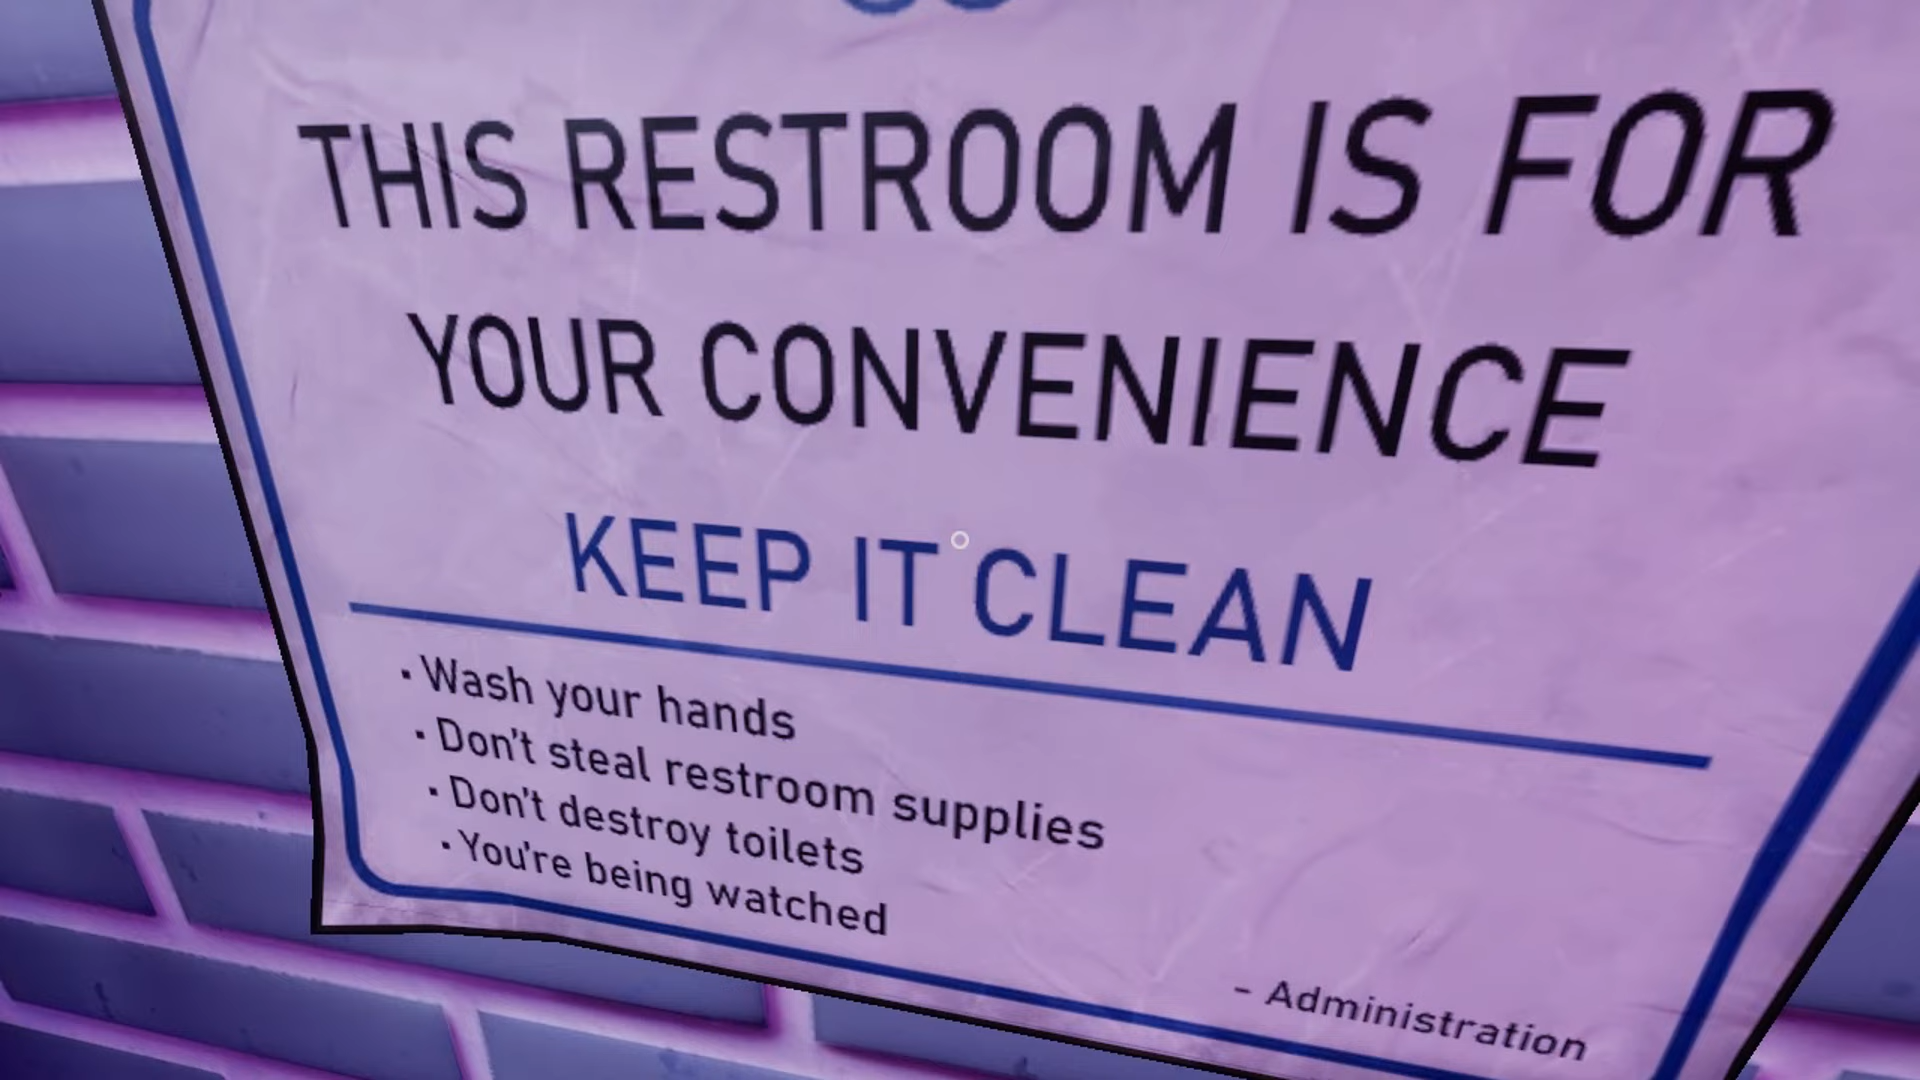 THIS RESTROOM IS FOR
YOUR CONVENIENCE
KEEP IT CLEAN
· Wash your hands
· Don't steal restroom supplies
· Don't destroy toilets
· You're being watched
- Administration